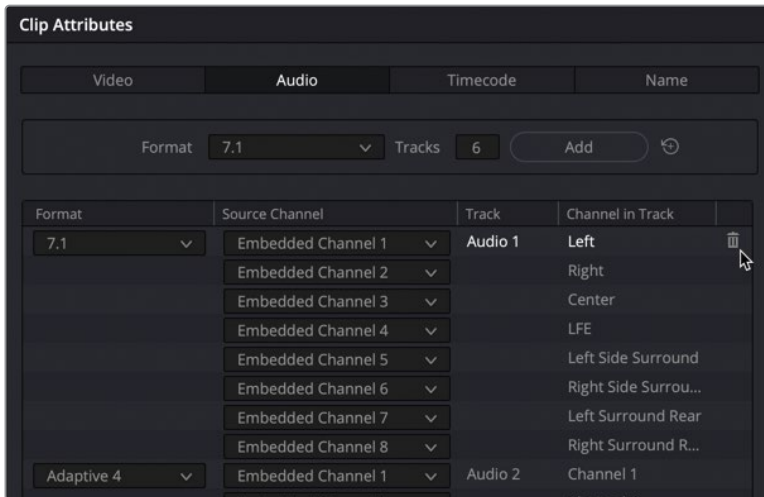 Clip Attributes
Video Audio Timecode Name
Format 7.1 Tracks 6 Add
Format Source Channel Track Channel in Track
7.1 Embedded Channel 1 Audio 1 Left
Embedded Channel 2 Right
Embedded Channel 3 Center
Embedded Channel 4 LFE
Embedded Channel 5 Left Side Surround
Embedded Channel 6 Right Side Surrou...
Embedded Channel 7 Left Surround Rear
Embedded Channel 8 Right Surround R...
Adaptive 4 Embedded Channel 1 Audio 2 Channel 1